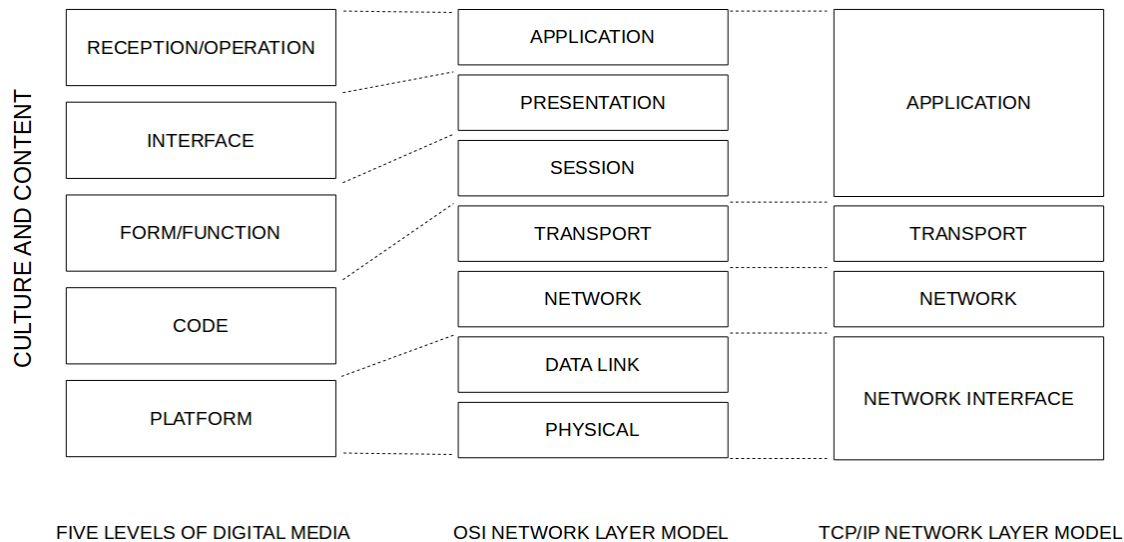 CULTURE AND CONTENT
RECEPTION/OPERATION
INTERFACE
FORM/FUNCTION
CODE
PLATFORM
FIVE LEVELS OF DIGITAL MEDIA
APPLICATION
PRESENTATION
SESSION
TRANSPORT
NETWORK
DATA LINK
PHYSICAL
OSI NETWORK LAYER MODEL
APPLICATION
TRANSPORT
NETWORK
NETWORK INTERFACE
TCP/IP NETWORK LAYER MODEL